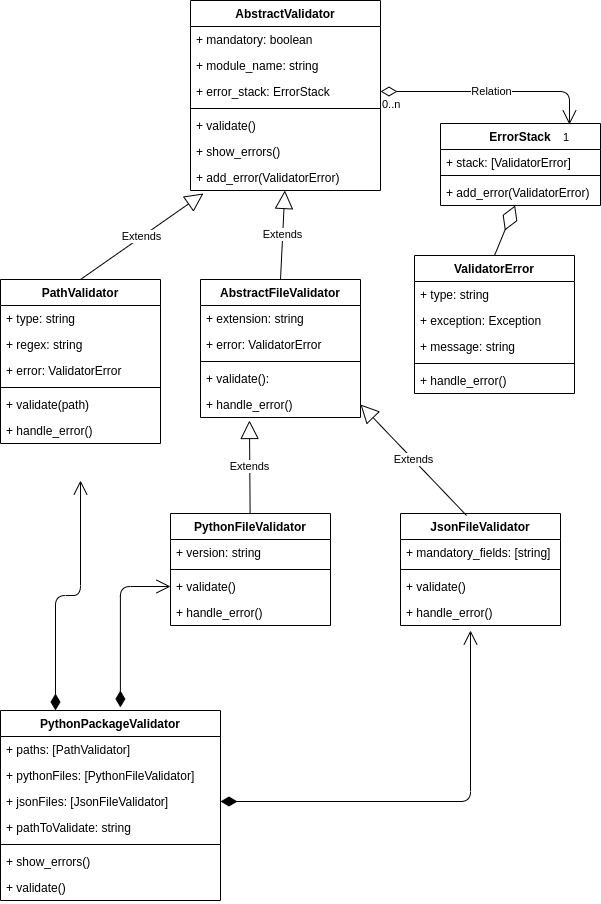 AbstractValidator
+ mandatory: boolean
+ module_name: string
+ error_stack: ErrorStack
+ validate()
+ show_errors()
+ add_error(ValidatorError)
Relation
0..n
ErrorStack 1
+ stack: [ValidatorError]
+ add_error(ValidatorError)
Extends
Extends
ValidatorError
+ type: string
+ exception: Exception
+ message: string
+ handle_error()
PathValidator
+ type: string
+ regex: string
+ error: ValidatorError
+ validate(path)
+ handle_error()
AbstractFileValidator
+ extension: string
+ error: ValidatorError
+ validate():
+ handle_error()
Extends
Extends
PythonFileValidator
+ version: string
+ validate()
+ handle_error()
JsonFileValidator
+ mandatory_fields: [string]
+ validate()
+ handle_error()
PythonPackageValidator
+ paths: [PathValidator]
+ pythonFiles: [PythonFileValidator]
+ jsonFiles: [JsonFileValidator]
+ pathToValidate: string
+ show_errors()
+ validate()